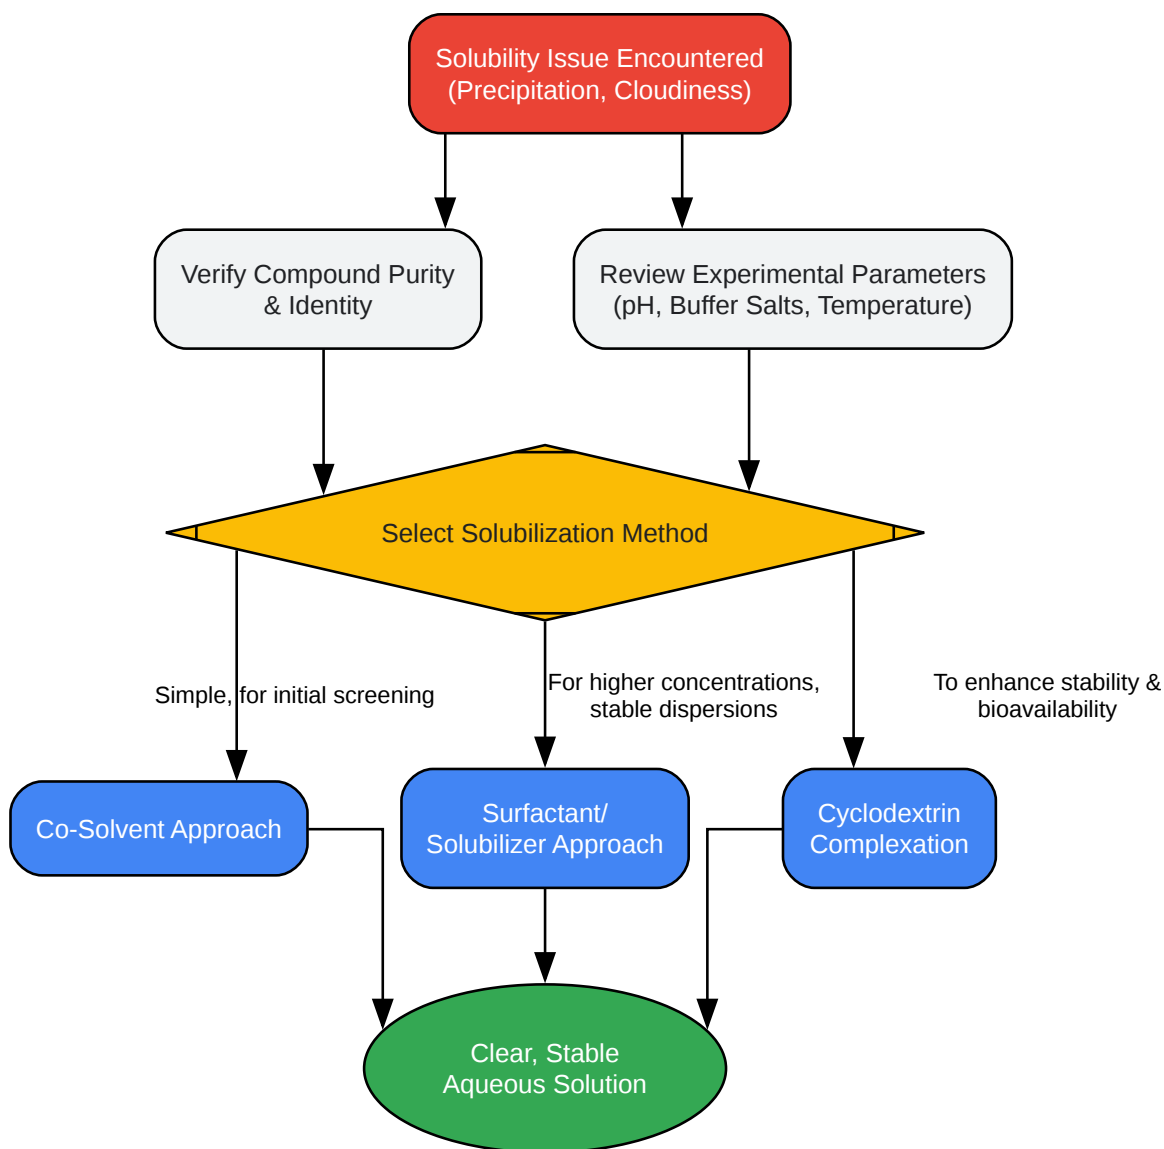 Solubility Issue Encountered
(Precipitation, Cloudiness)
Verify Compound Purity
& Identity
Review Experimental Parameters
(pH, Buffer Salts, Temperature)
Select Solubilization Method
Simple, for initial screening
For higher concentrations,
stable dispersions
To enhance stability &
bioavailability
Co-Solvent Approach
Surfactant/
Solubilizer Approach
Cyclodextrin
Complexation
Clear, Stable
Aqueous Solution